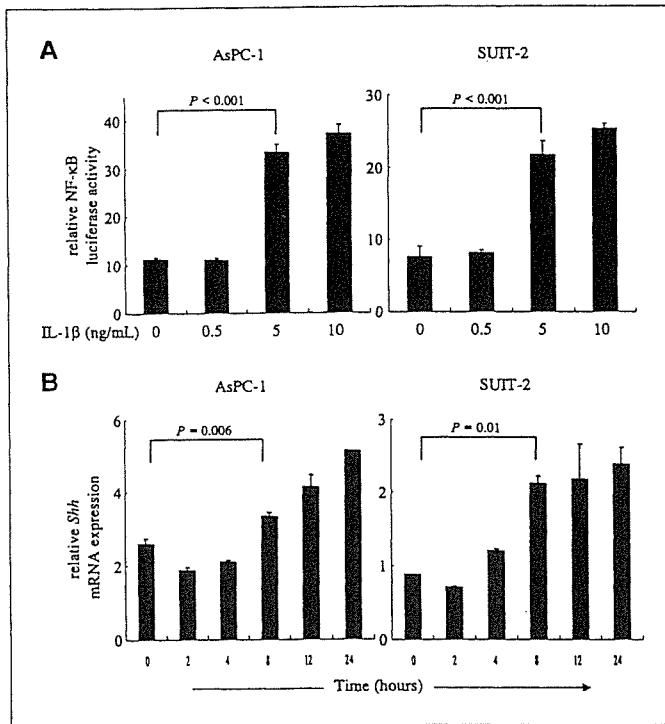 A
AsPC-1
SUIT-2
P < 0.001
P < 0.001
relative NF-κB
luciferase activity
40
30
20
10
0
30
20
10
0
IL-1β (ng/mL) 0 0.5 5 10
0 0.5 5 10
B
AsPC-1
SUIT-2
P = 0.006
P = 0.01
relative Shh
mRNA expression
6
4
2
0
3
2
1
0
0 2 4 8 12 24
0 2 4 8 12 24
Time (hours)